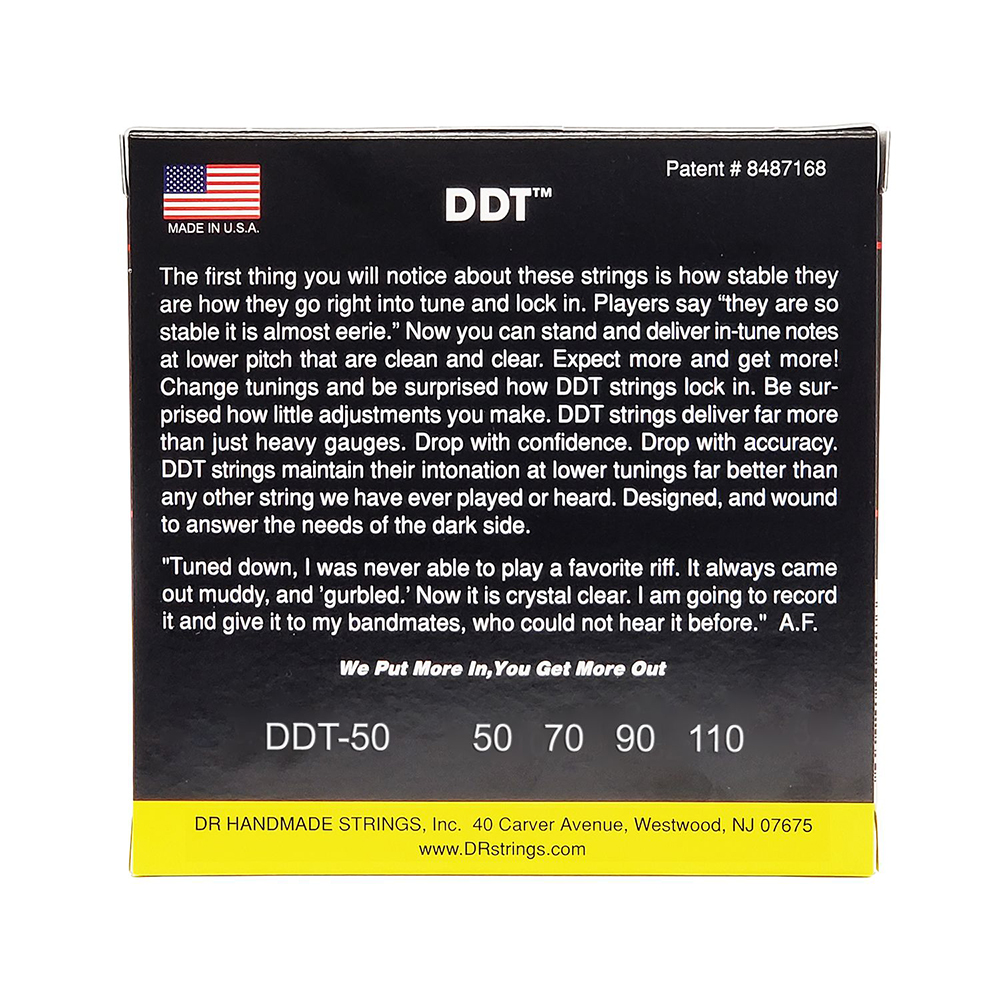 Patent # 8487168
DDT™
MADE IN U.S.A.
The first thing you will notice about these strings is how stable they
are how they go right into tune and lock in. Players say “they are so
stable it is almost eerie.” Now you can stand and deliver in-tune notes
at lower pitch that are clean and clear. Expect more and get more!
Change tunings and be surprised how DDT strings lock in. Be sur-
prised how little adjustments you make. DDT strings deliver far more
than just heavy gauges. Drop with confidence. Drop with accuracy.
DDT strings maintain their intonation at lower tunings far better than
any other string we have ever played or heard. Designed, and wound
to answer the needs of the dark side.
"Tuned down, I was never able to play a favorite riff. It always came
out muddy, and 'gurbled.' Now it is crystal clear. I am going to record
it and give it to my bandmates, who could not hear it before." A.F.
We Put More In,You Get More Out
DDT-50 50 70 90 110
DR HANDMADE STRINGS, Inc. 40 Carver Avenue, Westwood, NJ 07675
www.DRstrings.com